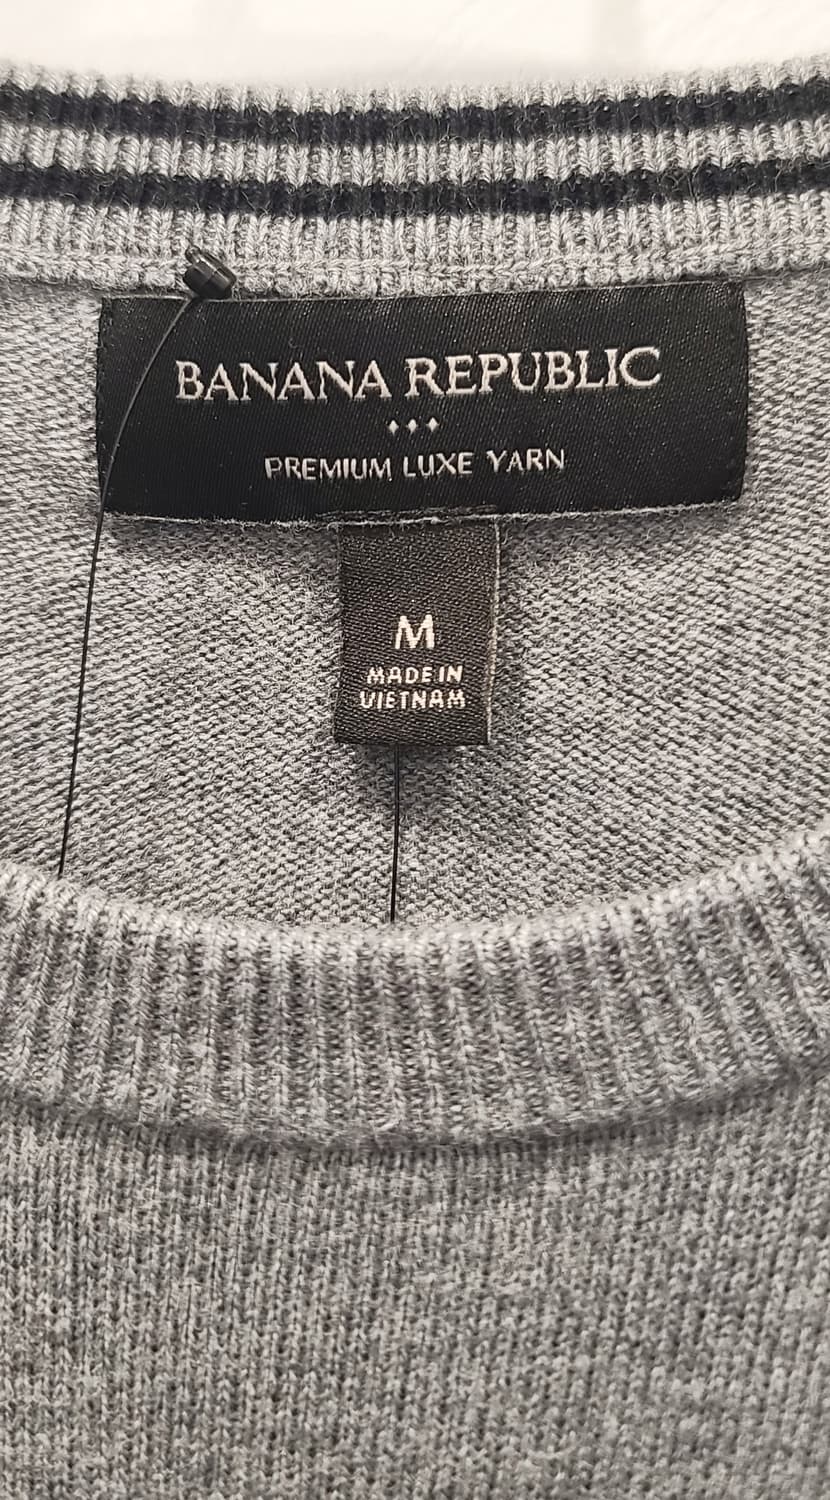 BANANA REPUBLIC
PREMIUM LUXE YARN
M
MADE IN
VIETNAM